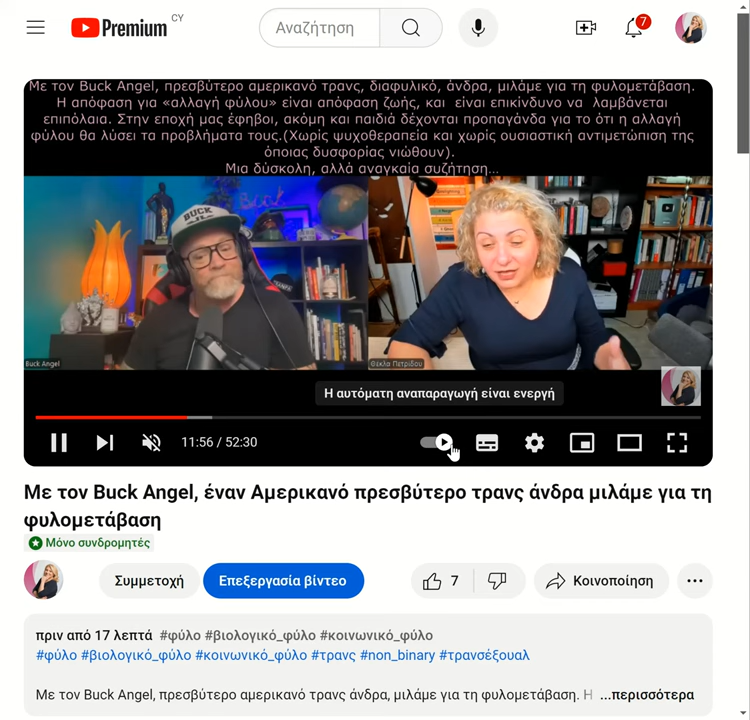 Premium CY
Αναζήτηση
7
Με τον Buck Angel, πρεσβύτερο αμερικανό τρανς, διαφυλικό, άνδρα, μιλάμε για τη φυλομετάβαση.
Η απόφαση για «αλλαγή φύλου» είναι απόφαση ζωής, και είναι επικίνδυνο να λαμβάνεται
επιπόλαια. Στην εποχή μας έφηβοι, ακόμη και παιδιά δέχονται προπαγάνδα για το ότι η αλλαγή
φύλου θα λύσει τα προβλήματα τους.(Χωρίς ψυχοθεραπεία και χωρίς ουσιαστική αντιμετώπιση της
όποιας δυσφορίας νιώθουν).
Μια δύσκολη, αλλά αναγκαία συζήτηση...
BUCK
Buck Angel
Θέκλα Πετρίδου
Η αυτόματη αναπαραγωγή είναι ενεργή
11:56 / 52:30
Με τον Buck Angel, έναν Αμερικανό πρεσβύτερο τρανς άνδρα μιλάμε για τη
φυλομετάβαση
Μόνο συνδρομητές
Συμμετοχή
Επεξεργασία βίντεο
7
Κοινοποίηση
πριν από 17 λεπτά #φύλο #βιολογικό_φύλο #κοινωνικό_φύλο
#φύλο #βιολογικό_φύλο #κοινωνικό_φύλο #τρανς #non_binary #τρανσέξουαλ
Με τον Buck Angel, πρεσβύτερο αμερικανό τρανς άνδρα, μιλάμε για τη φυλομετάβαση. Η ...περισσότερα